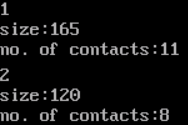 1
size:165
no. of contacts:11
2
size:120
no. of contacts:8